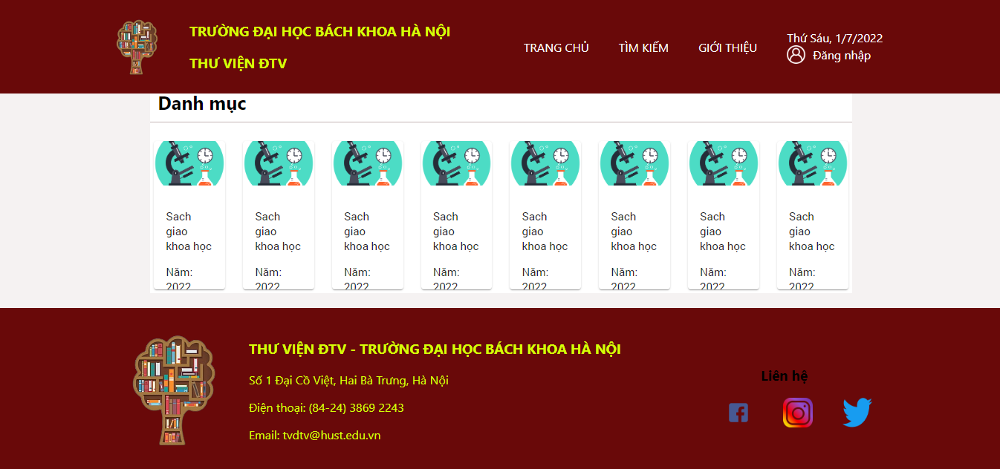 TRƯỜNG ĐẠI HỌC BÁCH KHOA HÀ NỘI
THƯ VIỆN ĐTV
TRANG CHỦ
TÌM KIẾM
GIỚI THIỆU
Thứ Sáu, 1/7/2022
Đăng nhập
Danh mục
Sach
giao
khoa học
Năm:
2022
Sach
giao
khoa học
Năm:
2022
Sach
giao
khoa học
Năm:
2022
Sach
giao
khoa học
Năm:
2022
Sach
giao
khoa học
Năm:
2022
Sach
giao
khoa học
Năm:
2022
Sach
giao
khoa học
Năm:
2022
Sach
giao
khoa học
Năm:
2022
THƯ VIỆN ĐTV - TRƯỜNG ĐẠI HỌC BÁCH KHOA HÀ NỘI
Số 1 Đại Cồ Việt, Hai Bà Trưng, Hà Nội
Điện thoại: (84-24) 3869 2243
Email: tvdtv@hust.edu.vn
Liên hệ